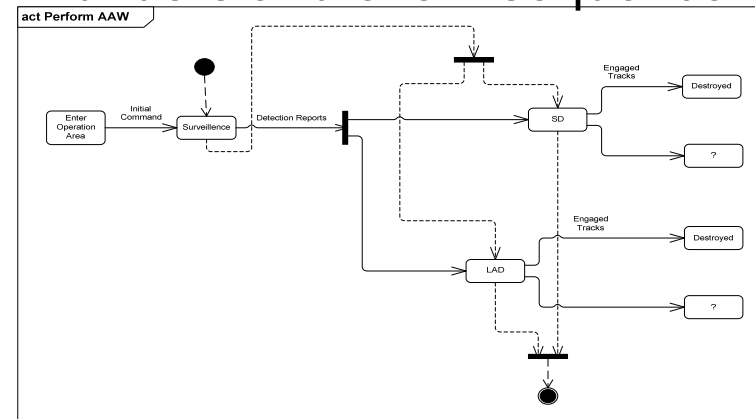 act Perform AAW
Enter
Operation
Area
Initial
Command
Surveillence
Detection Reports
SD
Engaged
Tracks
Destroyed
?
LAD
Engaged
Tracks
Destroyed
?